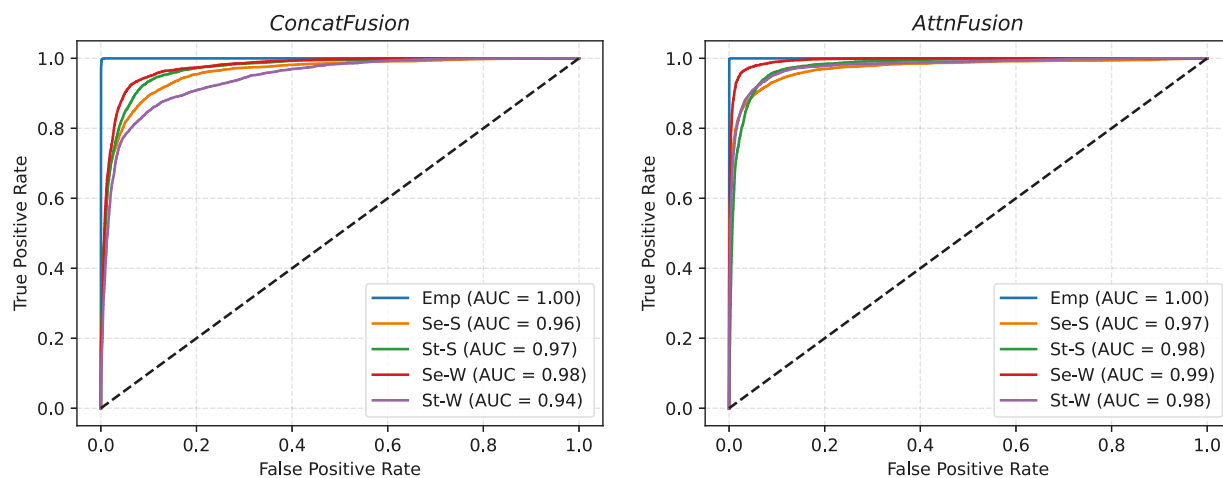 ConcatFusion
1.0
0.8
0.6
0.4
0.2
0.0
True Positive Rate
0.0 0.2 0.4 0.6 0.8 1.0
False Positive Rate
Emp (AUC = 1.00)
Se-S (AUC = 0.96)
St-S (AUC = 0.97)
Se-W (AUC = 0.98)
St-W (AUC = 0.94)
AttnFusion
1.0
0.8
0.6
0.4
0.2
0.0
True Positive Rate
0.0 0.2 0.4 0.6 0.8 1.0
False Positive Rate
Emp (AUC = 1.00)
Se-S (AUC = 0.97)
St-S (AUC = 0.98)
Se-W (AUC = 0.99)
St-W (AUC = 0.98)